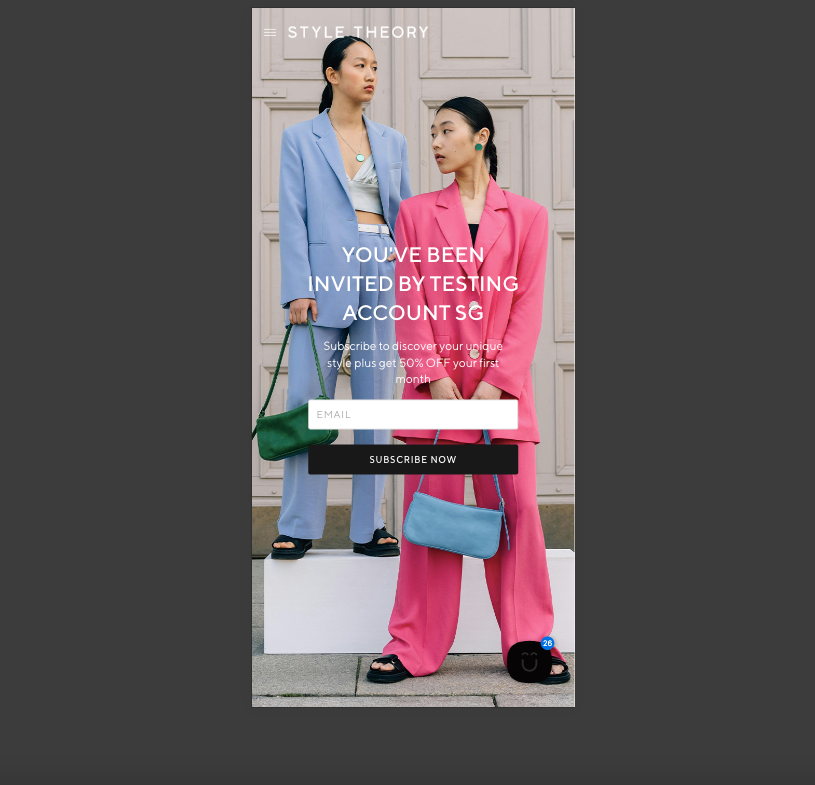 STYLE THEORY
YOU'VE BEEN
INVITED BY TESTING
ACCOUNT SG
Subscribe to discover your unique
style plus get 50% OFF your first
month
EMAIL
SUBSCRIBE NOW
26